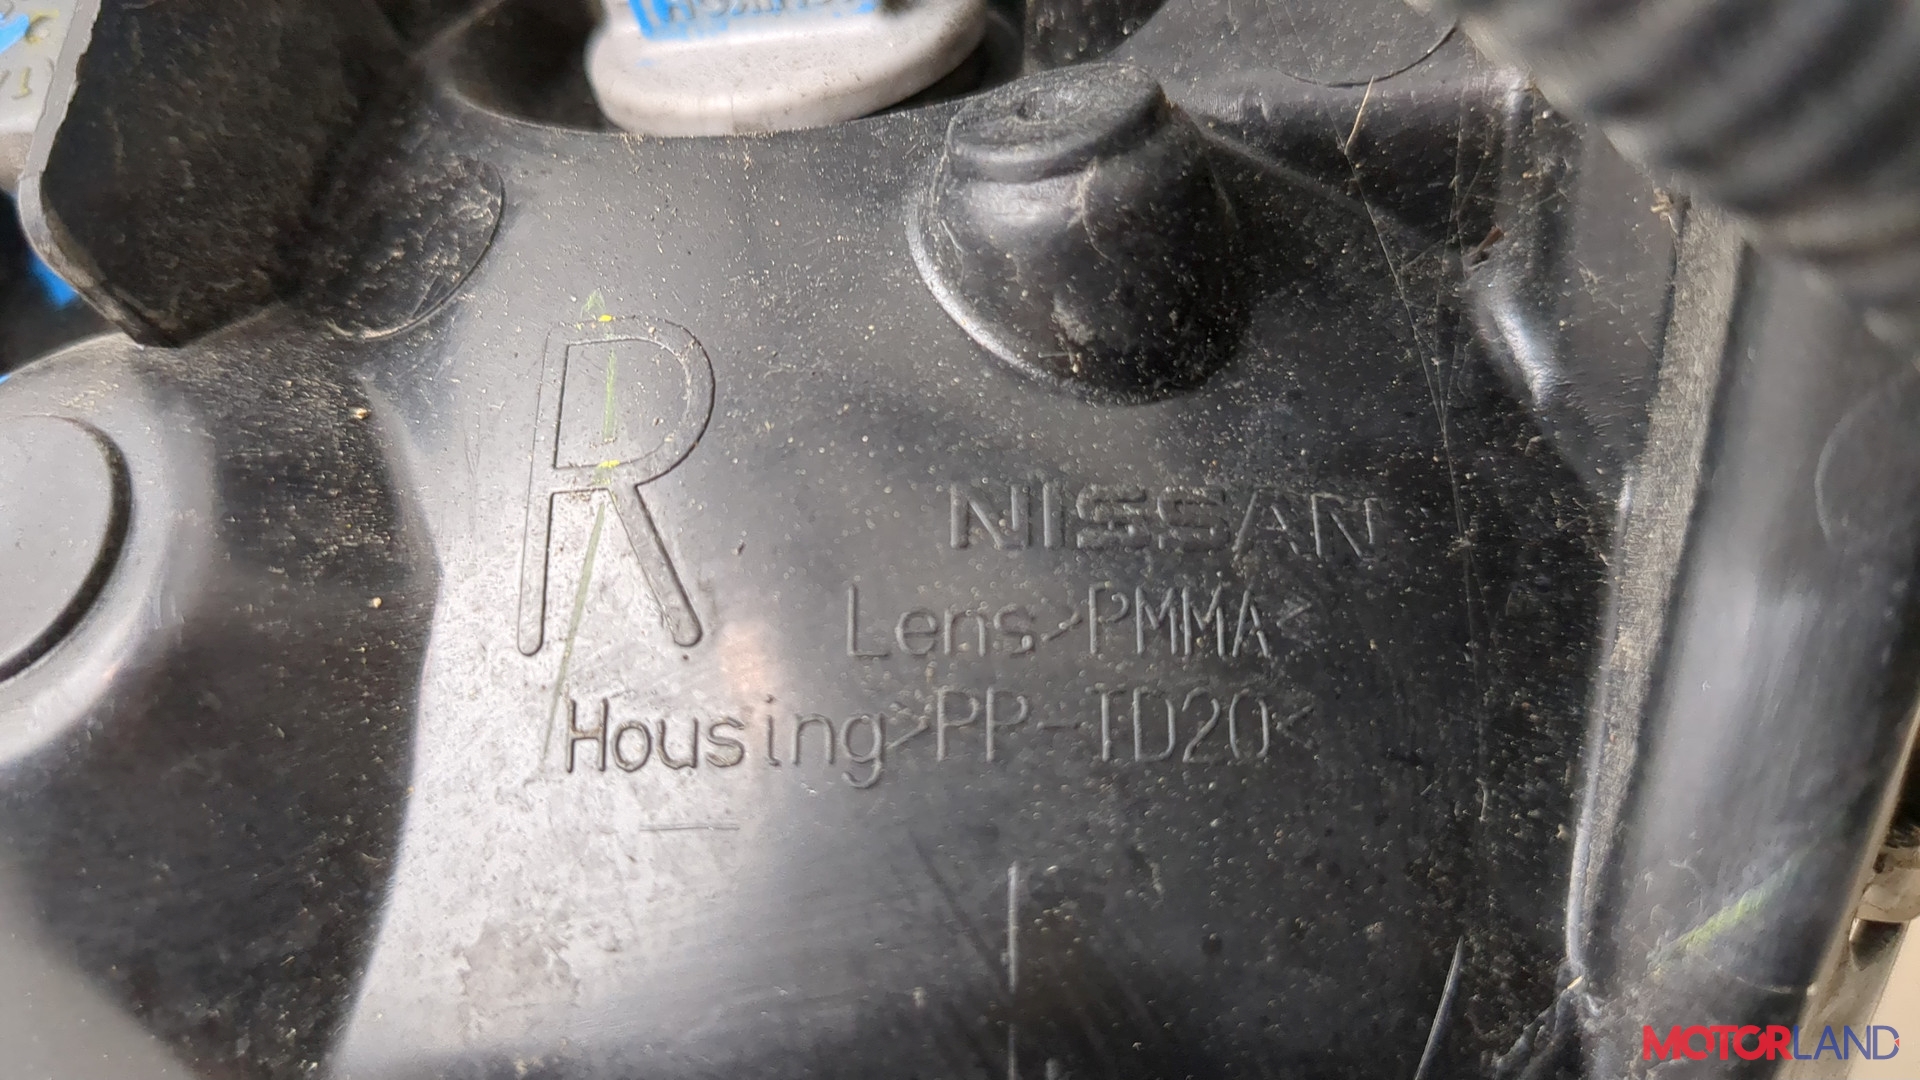 R
NISSAN
Lens>PMMA<
Housing>PP-TD20<
MOTORLAND